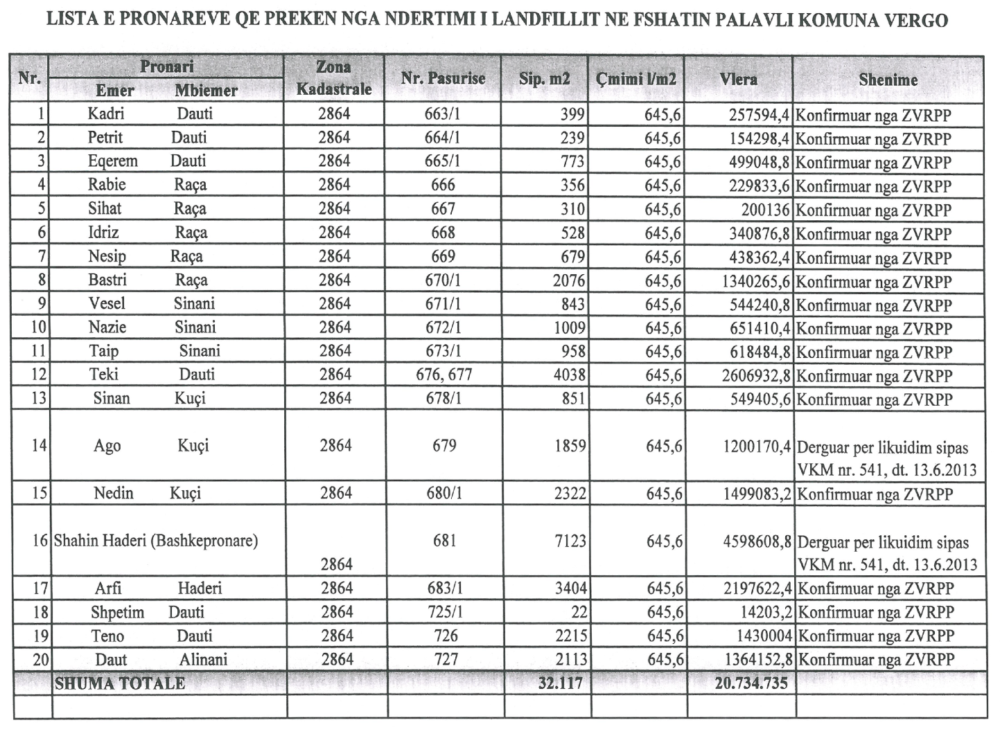 LISTA E PRONAREVE QE PREKEN NGA NDERTIMI I LANDFILLIT NE FSHATIN PALAVLI KOMUNA VERGO
Nr. Pronari Zona Kadastrale Nr. Pasurise Sip. m2 Çmimi l/m2 Vlera Shenime
Emer Mbiemer
1 Kadri Dauti 2864 663/1 399 645,6 257594,4 Konfirmuar nga ZVRPP
2 Petrit Dauti 2864 664/1 239 645,6 154298,4 Konfirmuar nga ZVRPP
3 Eqerem Dauti 2864 665/1 773 645,6 499048,8 Konfirmuar nga ZVRPP
4 Rabie Raça 2864 666 356 645,6 229833,6 Konfirmuar nga ZVRPP
5 Sihat Raça 2864 667 310 645,6 200136 Konfirmuar nga ZVRPP
6 Idriz Raça 2864 668 528 645,6 340876,8 Konfirmuar nga ZVRPP
7 Nesip Raça 2864 669 679 645,6 438362,4 Konfirmuar nga ZVRPP
8 Bastri Raça 2864 670/1 2076 645,6 1340265,6 Konfirmuar nga ZVRPP
9 Vesel Sinani 2864 671/1 843 645,6 544240,8 Konfirmuar nga ZVRPP
10 Nazie Sinani 2864 672/1 1009 645,6 651410,4 Konfirmuar nga ZVRPP
11 Taip Sinani 2864 673/1 958 645,6 618484,8 Konfirmuar nga ZVRPP
12 Teki Dauti 2864 676, 677 4038 645,6 2606932,8 Konfirmuar nga ZVRPP
13 Sinan Kuçi 2864 678/1 851 645,6 549405,6 Konfirmuar nga ZVRPP
14 Ago Kuçi 2864 679 1859 645,6 1200170,4 Derguar per likuidim sipas
VKM nr. 541, dt. 13.6.2013
15 Nedin Kuçi 2864 680/1 2322 645,6 1499083,2 Konfirmuar nga ZVRPP
16 Shahin Haderi (Bashkepronare) 681 7123 645,6 4598608,8 Derguar per likuidim sipas
2864 VKM nr. 541, dt. 13.6.2013
17 Arfi Haderi 2864 683/1 3404 645,6 2197622,4 Konfirmuar nga ZVRPP
18 Shpetim Dauti 2864 725/1 22 645,6 14203,2 Konfirmuar nga ZVRPP
19 Teno Dauti 2864 726 2215 645,6 1430004 Konfirmuar nga ZVRPP
20 Daut Alinani 2864 727 2113 645,6 1364152,8 Konfirmuar nga ZVRPP
SHUMA TOTALE 32.117 20.734.735